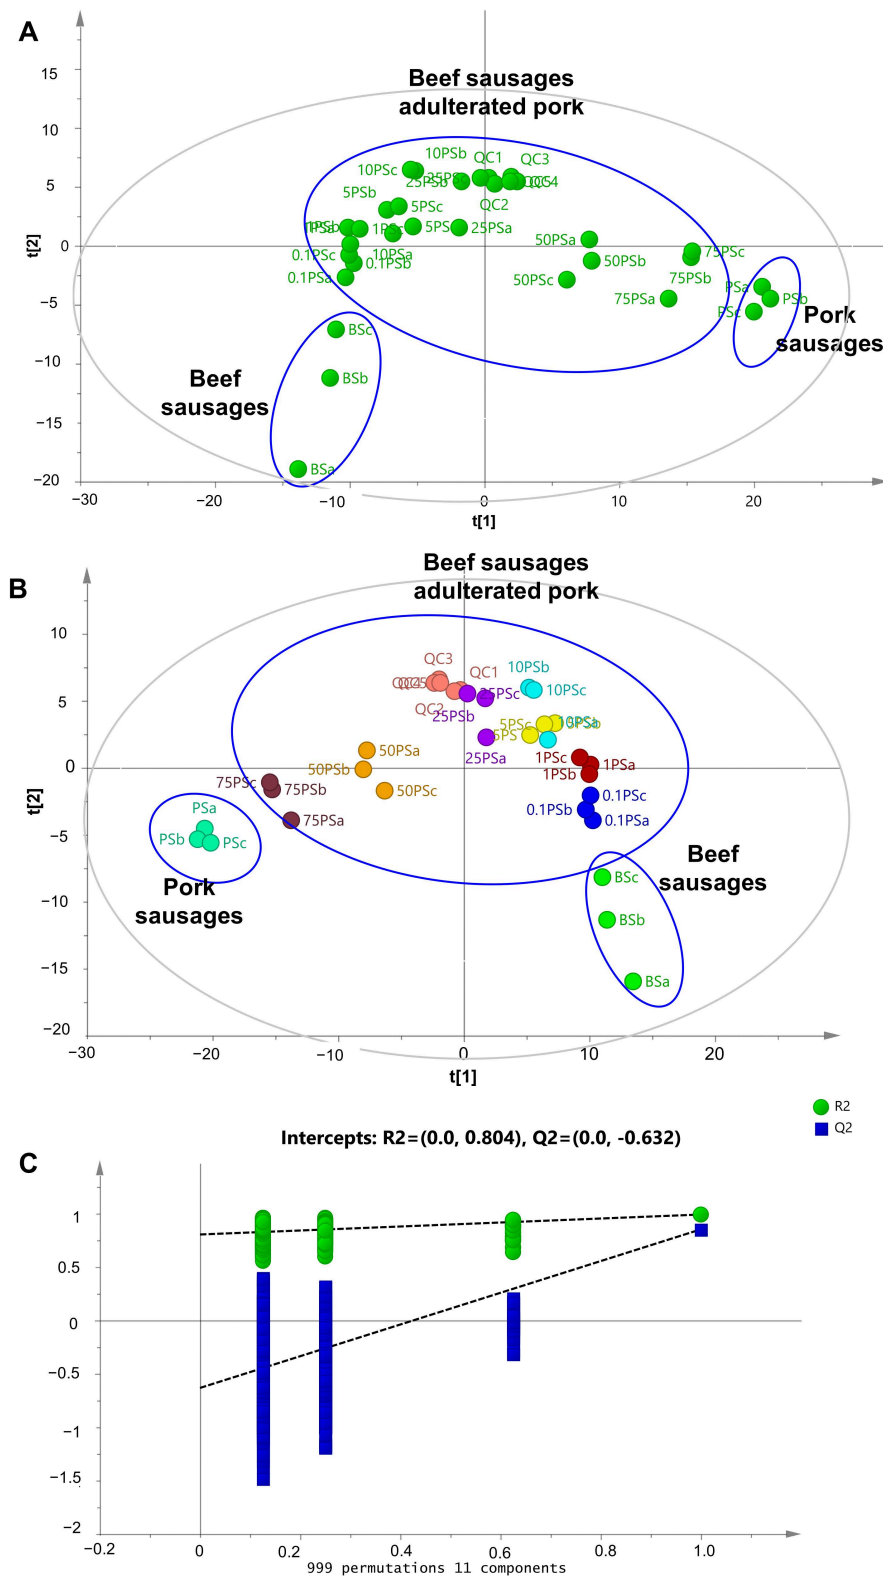 A
Beef sausages
adulterated pork
15
10
5
0
−5
−10
−15
−20
t[2]
10PSb
QC1
QC3
10PSc
25PSb
QC2
5PSb
5PSc
5PS
25PSa
1PSc
0.1PSc
10PSa
0.1PSb
0.1PSa
50PSa
50PSb
50PSc
75PSc
75PSb
75PSa
PSa
PSb
PSc
Pork
sausages
BSc
BSb
BSa
Beef
sausages
−30
−20
−10
0
10
20
t[1]
B
Beef sausages
adulterated pork
10
5
0
−5
−10
−15
−20
t[2]
QC3
QC1
QC2
10PSb
10PSc
25PSc
25PSb
25PSa
5PSc
5PS
50PSa
50PSb
50PSc
1PSc
1PSa
1PSb
0.1PSc
0.1PSb
0.1PSa
75PSc
75PSb
75PSa
PSa
PSb
PSc
Pork
sausages
Beef
sausages
BSc
BSb
BSa
−30
−20
−10
0
10
20
t[1]
R2
Q2
C
Intercepts: R2=(0.0, 0.804), Q2=(0.0, -0.632)
1
0.5
0
−0.5
−1
−1.5
−2
−0.2
0
0.2
0.4
0.6
0.8
1.0
999 permutations 11 components